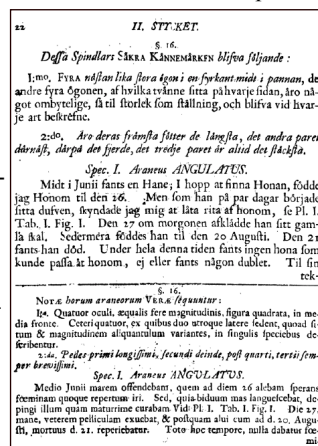 22 II. STYCKET.
§. 16.
Dessa Spindlars SÄKRA KÄNNEMÄRKEN blifva följande:
1:mo. FYRA nästan lika stora ögon i en fyrkant midt i pannan, de
andre fyra ögonen, af hvilka tvänne sitta på hvarje sidan, äro nå-
got ombytelige, så til storlek som ställning, och blifva vid hvar-
je art beskrefne.
2:do. Äro deras främsta fötter de längsta, det andra paret
därnäst, därpå det fjerde, det tredje paret är altid det stäcksta.
Spec. I. Araneus ANGULATUS.
Midt i Junii fants en Hane; I hopp at finna Honan, födde
jag Honom til den 26. Men som han på par dagar började
sitta dufven, skyndade jag mig at låta rita af honom, se Pl. I.
Tab. I. Fig. I. Den 27 om morgonen afklädde han sitt gam-
la skal. Sedermera föddes han til den 20 Augusti. Den 21
fants han död. Under hela denna tiden fants ingen hona som
kunde passa åt honom, ej eller fants någon dublet. Til sin
tek-
§. 16.
NOTÆ horum araneorum VERÆ sequuntur:
1:o. Quatuor oculi, æqualis fere magnitudinis, figura quadrata, in me-
dia fronte. Ceteri quatuor, ex quibus duo utroque latere sedent, quoad si-
tum & magnitudinem aliquantulum variantes, in singulis speciebus de-
scribentur.
2:do. Pedes primi longissimi, secundi deinde, post quarti, tertii sem-
per brevissimi.
Spec. I. Araneus ANGULATUS.
Medio Junii marem offendebam, quem ad diem 26 alebam sperans
fœminam quoque repertum iri. Sed, quia biduum mas languescebat, de-
pingi illum quam maturrime curabam Vid: Pl. I. Tab. I. Fig. I. Die 27.
mane, veterem pelliculam exubat, & postquam alui eum ad d. 20. Augu-
sti, mortuus d. 21. reperiebatur. Toto hoc tempore, nulla dabatur fœ-
mi